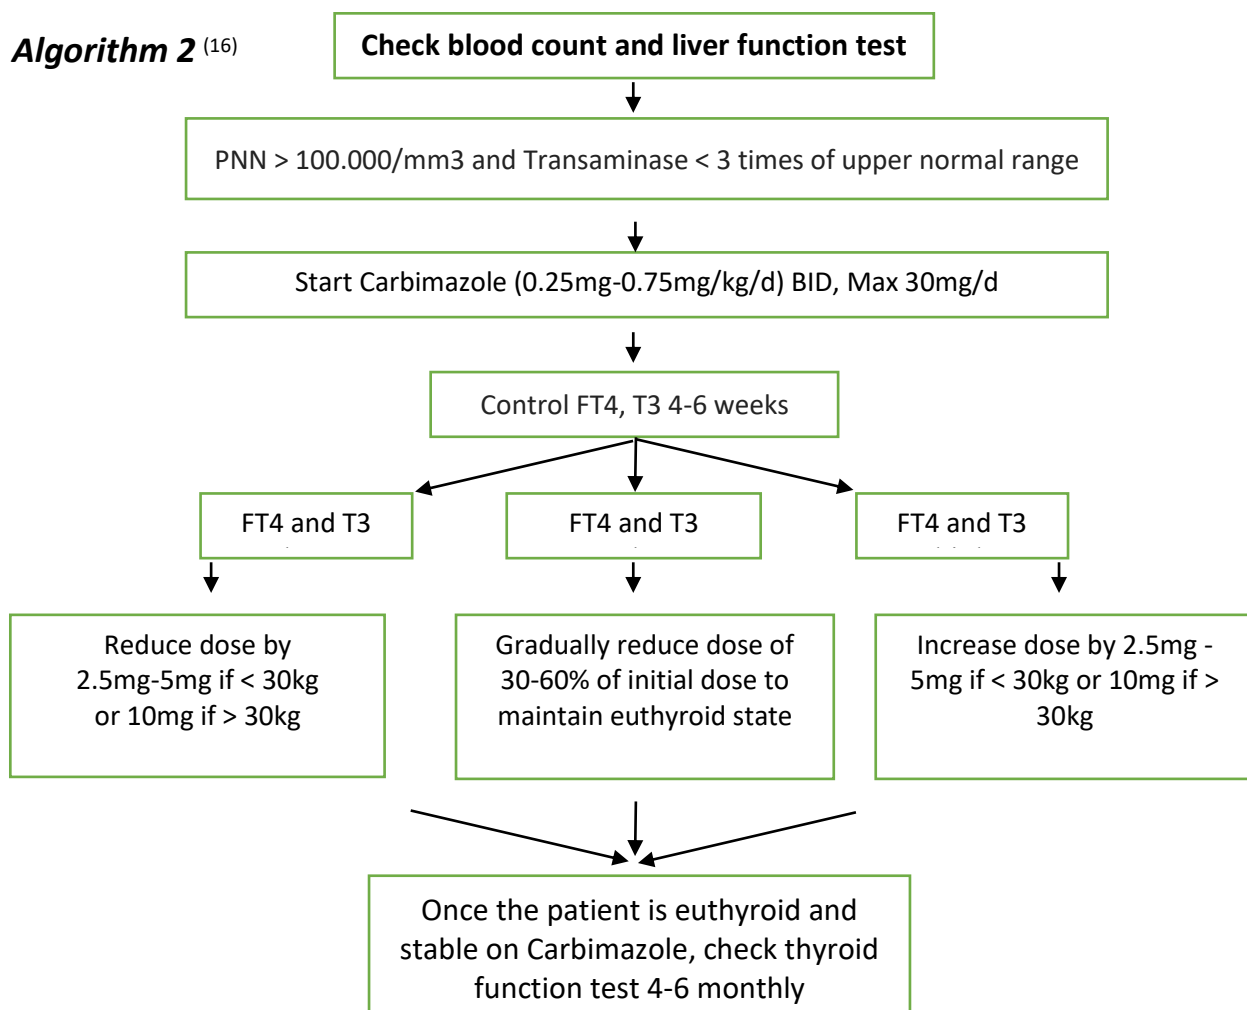 Algorithm 2 (16)
Check blood count and liver function test
PNN > 100.000/mm3 and Transaminase < 3 times of upper normal range
Start Carbimazole (0.25mg-0.75mg/kg/d) BID, Max 30mg/d
Control FT4, T3 4-6 weeks
FT4 and T3
FT4 and T3
FT4 and T3
Reduce dose by
2.5mg-5mg if < 30kg
or 10mg if > 30kg
Gradually reduce dose of
30-60% of initial dose to
maintain euthyroid state
Increase dose by 2.5mg -
5mg if < 30kg or 10mg if >
30kg
Once the patient is euthyroid and
stable on Carbimazole, check thyroid
function test 4-6 monthly